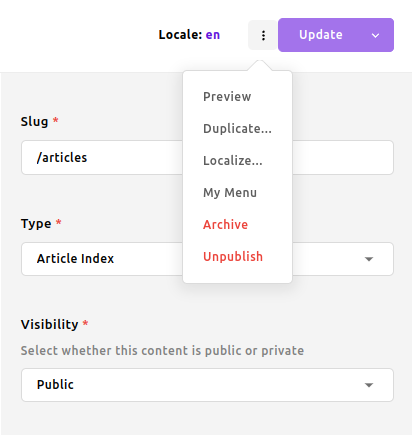 Locale: en
Update
Preview
Duplicate...
Localize...
My Menu
Archive
Unpublish
Slug *
/articles
Type *
Article Index
Visibility *
Select whether this content is public or private
Public